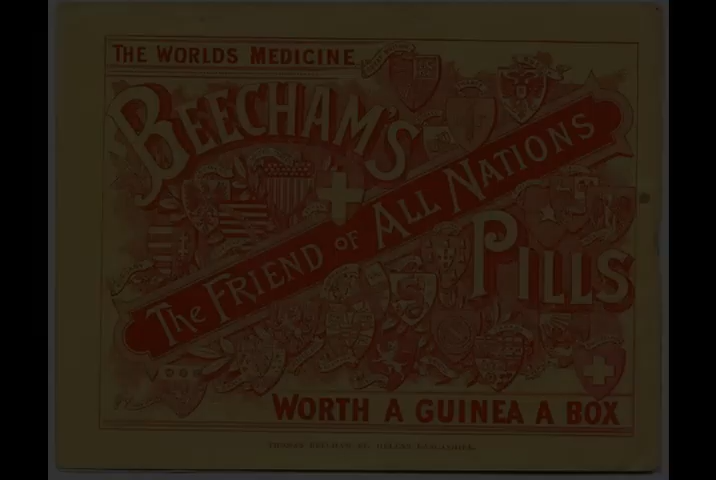 THE WORLDS MEDICINE
BEECHAM'S
The FRIEND OF ALL NATIONS
PILLS
WORTH A GUINEA A BOX